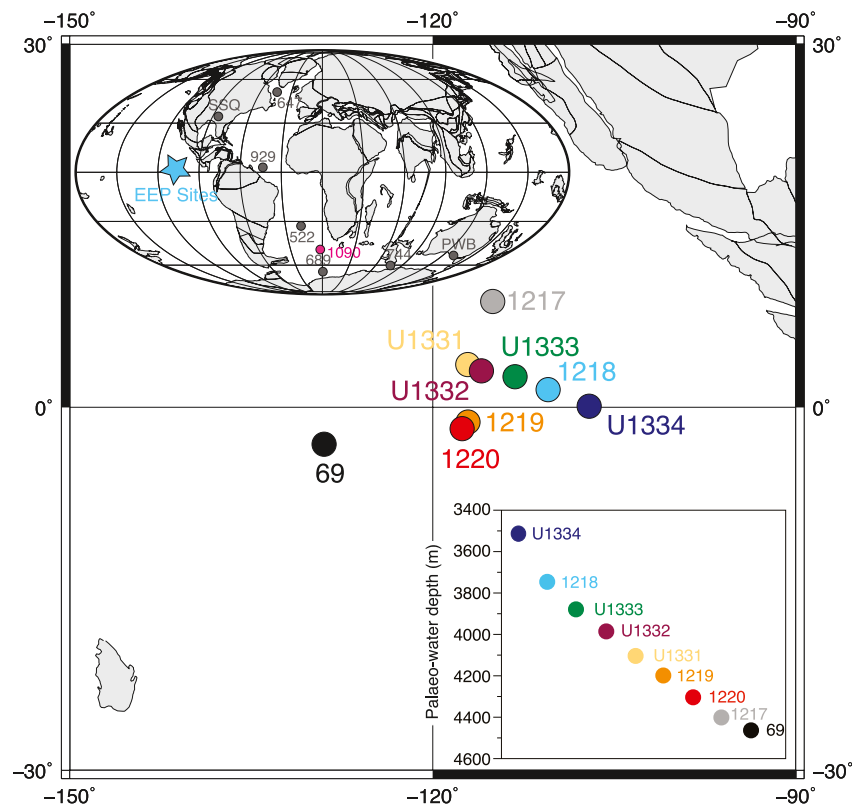 −150˚ −120˚ −90˚
30˚ 30˚
SSQ 647
929
EEP Sites
522 PWB
1090 744
689
1217
U1331 U1333
1218
U1332
0˚ 0˚
1219 U1334
1220
69
3400
U1334
3600
1218
3800
U1333
4000 U1332
U1331
4200 1219
1220
4400 1217
69
4600
Palaeo-water depth (m)
−30˚ −30˚
−150˚ −120˚ −90˚